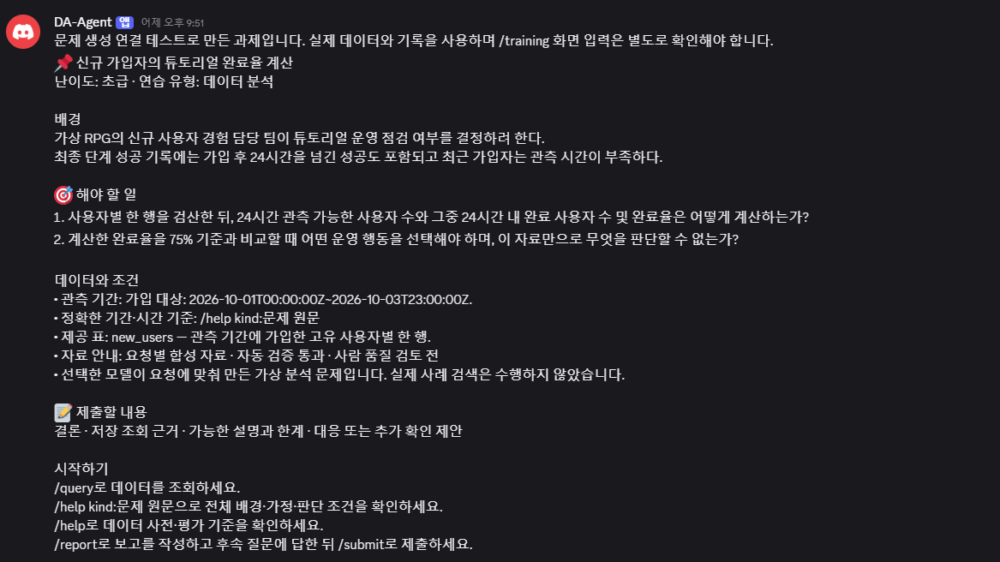 DA-Agent 앱 어제 오후 9:51
문제 생성 연결 테스트로 만든 과제입니다. 실제 데이터와 기록을 사용하며 /training 화면 입력은 별도로 확인해야 합니다.
📌 신규 가입자의 튜토리얼 완료율 계산
난이도: 초급 · 연습 유형: 데이터 분석
배경
가상 RPG의 신규 사용자 경험 담당 팀이 튜토리얼 운영 점검 여부를 결정하려 한다.
최종 단계 성공 기록에는 가입 후 24시간을 넘긴 성공도 포함되고 최근 가입자는 관측 시간이 부족하다.
🎯 해야 할 일
1. 사용자별 한 행을 검산한 뒤, 24시간 관측 가능한 사용자 수와 그중 24시간 내 완료 사용자 수 및 완료율은 어떻게 계산하는가?
2. 계산한 완료율을 75% 기준과 비교할 때 어떤 운영 행동을 선택해야 하며, 이 자료만으로 무엇을 판단할 수 없는가?
데이터와 조건
• 관측 기간: 가입 대상: 2026-10-01T00:00:00Z~2026-10-03T23:00:00Z.
• 정확한 기간·시간 기준: /help kind:문제 원문
• 제공 표: new_users — 관측 기간에 가입한 고유 사용자별 한 행.
• 자료 안내: 요청별 합성 자료 · 자동 검증 통과 · 사람 품질 검토 전
• 선택한 모델이 요청에 맞춰 만든 가상 분석 문제입니다. 실제 사례 검색은 수행하지 않았습니다.
📝 제출할 내용
결론 · 저장 조회 근거 · 가능한 설명과 한계 · 대응 또는 추가 확인 제안
시작하기
/query로 데이터를 조회하세요.
/help kind:문제 원문으로 전체 배경·가정·판단 조건을 확인하세요.
/help로 데이터 사전·평가 기준을 확인하세요.
/report로 보고를 작성하고 후속 질문에 답한 뒤 /submit로 제출하세요.